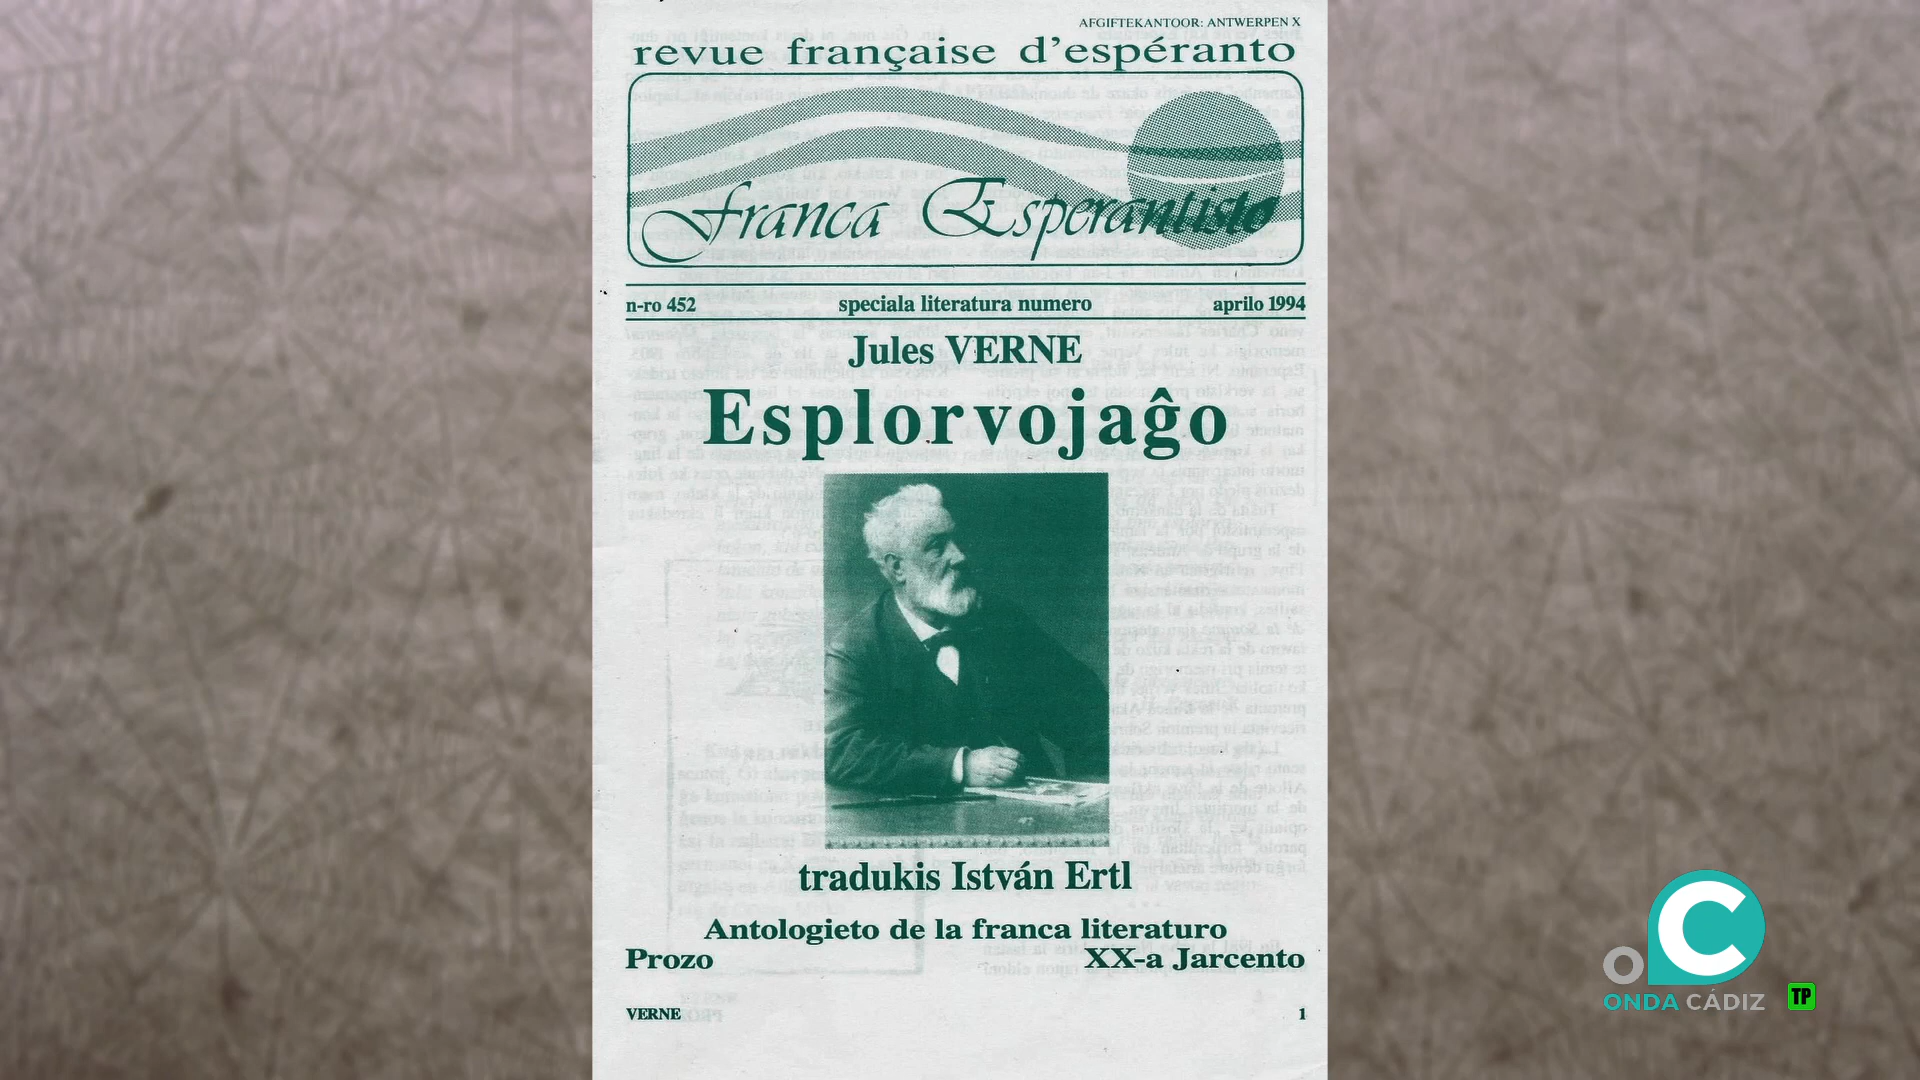 AFGIFTEKANTOOR: ANTWERPEN X
revue française d'espéranto
Franca Esperantisto
n-ro 452 speciala literatura numero aprilo 1994
Jules VERNE
Esplorvojaĝo
tradukis István Ertl
Antologieto de la franca literaturo
Prozo XX-a Jarcento
VERNE 1
OC
ONDA CÁDIZ TP